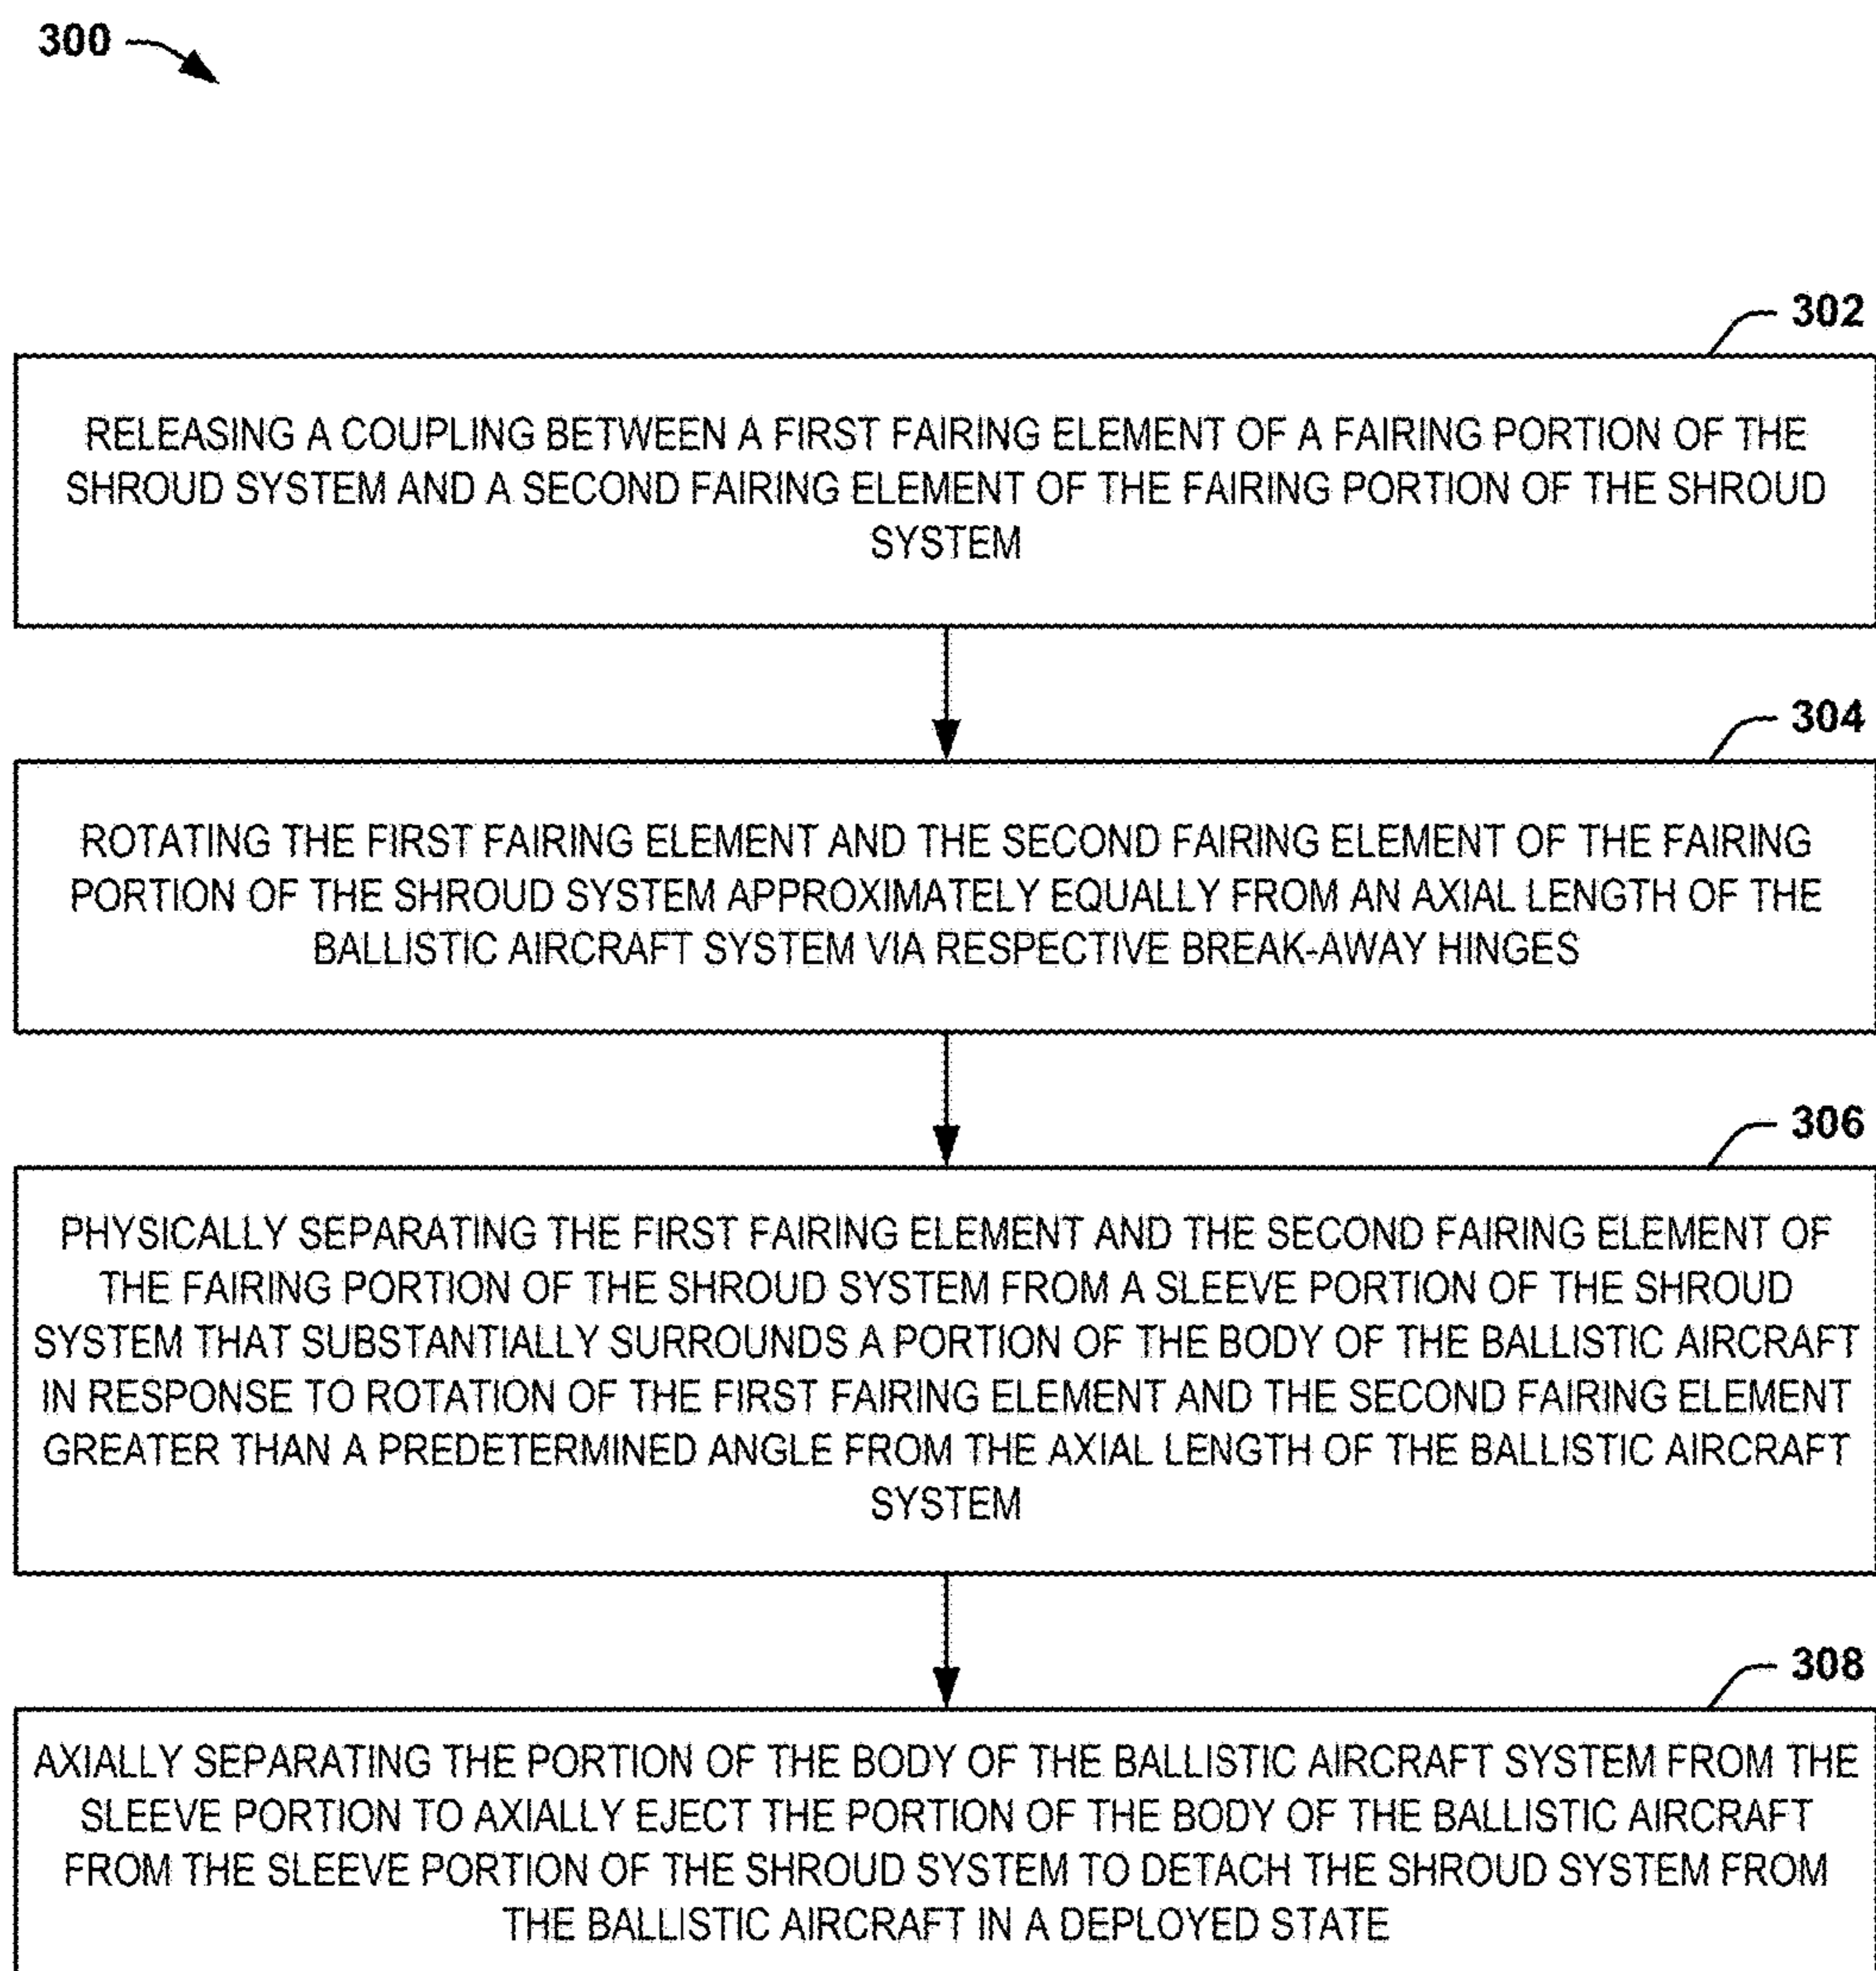 300
302
RELEASING A COUPLING BETWEEN A FIRST FAIRING ELEMENT OF A FAIRING PORTION OF THE
SHROUD SYSTEM AND A SECOND FAIRING ELEMENT OF THE FAIRING PORTION OF THE SHROUD
SYSTEM
304
ROTATING THE FIRST FAIRING ELEMENT AND THE SECOND FAIRING ELEMENT OF THE FAIRING
PORTION OF THE SHROUD SYSTEM APPROXIMATELY EQUALLY FROM AN AXIAL LENGTH OF THE
BALLISTIC AIRCRAFT SYSTEM VIA RESPECTIVE BREAK-AWAY HINGES
306
PHYSICALLY SEPARATING THE FIRST FAIRING ELEMENT AND THE SECOND FAIRING ELEMENT OF
THE FAIRING PORTION OF THE SHROUD SYSTEM FROM A SLEEVE PORTION OF THE SHROUD
SYSTEM THAT SUBSTANTIALLY SURROUNDS A PORTION OF THE BODY OF THE BALLISTIC AIRCRAFT
IN RESPONSE TO ROTATION OF THE FIRST FAIRING ELEMENT AND THE SECOND FAIRING ELEMENT
GREATER THAN A PREDETERMINED ANGLE FROM THE AXIAL LENGTH OF THE BALLISTIC AIRCRAFT
SYSTEM
308
AXIALLY SEPARATING THE PORTION OF THE BODY OF THE BALLISTIC AIRCRAFT SYSTEM FROM THE
SLEEVE PORTION TO AXIALLY EJECT THE PORTION OF THE BODY OF THE BALLISTIC AIRCRAFT
FROM THE SLEEVE PORTION OF THE SHROUD SYSTEM TO DETACH THE SHROUD SYSTEM FROM
THE BALLISTIC AIRCRAFT IN A DEPLOYED STATE